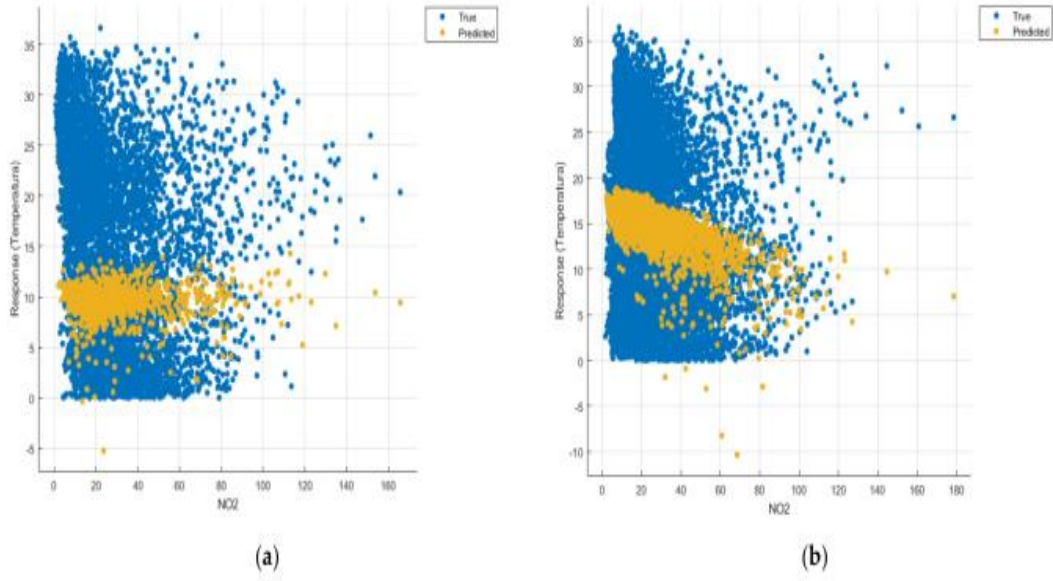 True
Predicted
35
30
25
20
15
10
5
0
-5
0 20 40 60 80 100 120 140 160
Response (Temperatura)
NO2
(a)
True
Predicted
35
30
25
20
15
10
5
0
-5
-10
0 20 40 60 80 100 120 140 160 180
Response (Temperatura)
NO2
(b)